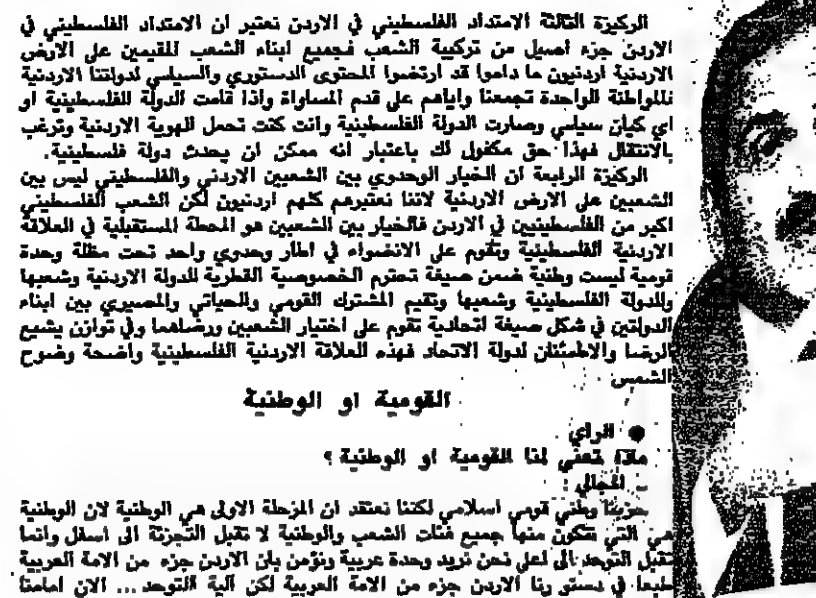 الركيزة الثالثة الامتداد الفلسطيني في الاردن نعتبر ان الامتداد الفلسطيني في
الاردن جزء اصيل من تركيبة الشعب فجميع ابناء الشعب المقيمين على الارض
الاردنية اردنيون ما داموا قد ارتضوا المحتوى الدستوري والسياسي لدولتنا الاردنية
للمواطنة الواحدة تجمعنا واياهم على قدم المساواة واذا قامت الدولة الفلسطينية او
اي كيان سياسي وصارت الدولة الفلسطينية وانت كنت تحمل الهوية الاردنية وترغب
بالانتقال فهذا حق مكفول لك باعتبار انه ممكن ان يحدث دولة فلسطينية.
الركيزة الرابعة ان الخيار الوحدوي بين الشعبين الاردني والفلسطيني ليس بين
الشعبين على الارض الاردنية لاننا نعتبرهم كلهم اردنيون لكن الشعب الفلسطيني
اكبر من الفلسطينيين في الاردن فالخيار بين الشعبين هو المحطة المستقبلية في العلاقة
الاردنية الفلسطينية وتقوم على الانضواء في اطار وحدوي واحد تحت مظلة وحدة
قومية ليست وطنية ضمن صيغة تحترم الخصوصية القطرية للدولة الاردنية وشعبها
وللدولة الفلسطينية وشعبها وتقيم المشترك القومي والحياتي والمصيري بين ابناء
الدولتين في شكل صيغة اتحادية تقوم على اختيار الشعبين ورضاهما وفي توازن يشيع
الرضا والاطمئنان لدولة الاتحاد فهذه العلاقة الاردنية الفلسطينية واضحة وضوح
الشمس
القومية او الوطنية
● الراي
ماذا تعني لنا القومية او الوطنية ؟
- المجالي :
حزبنا وطني قومي اسلامي لكننا نعتقد ان المرحلة الاولى هي الوطنية لان الوطنية
هي التي تتكون منها جميع فئات الشعب والوطنية لا تقبل التجزئة الى اسفل وانما
تقبل التوحد الى اعلى نحن نريد وحدة عربية ونؤمن بان الاردن جزء من الامة العربية
طبعا في دستو رنا الاردن جزء من الامة العربية لكن آلية التوحد ... الان امامنا